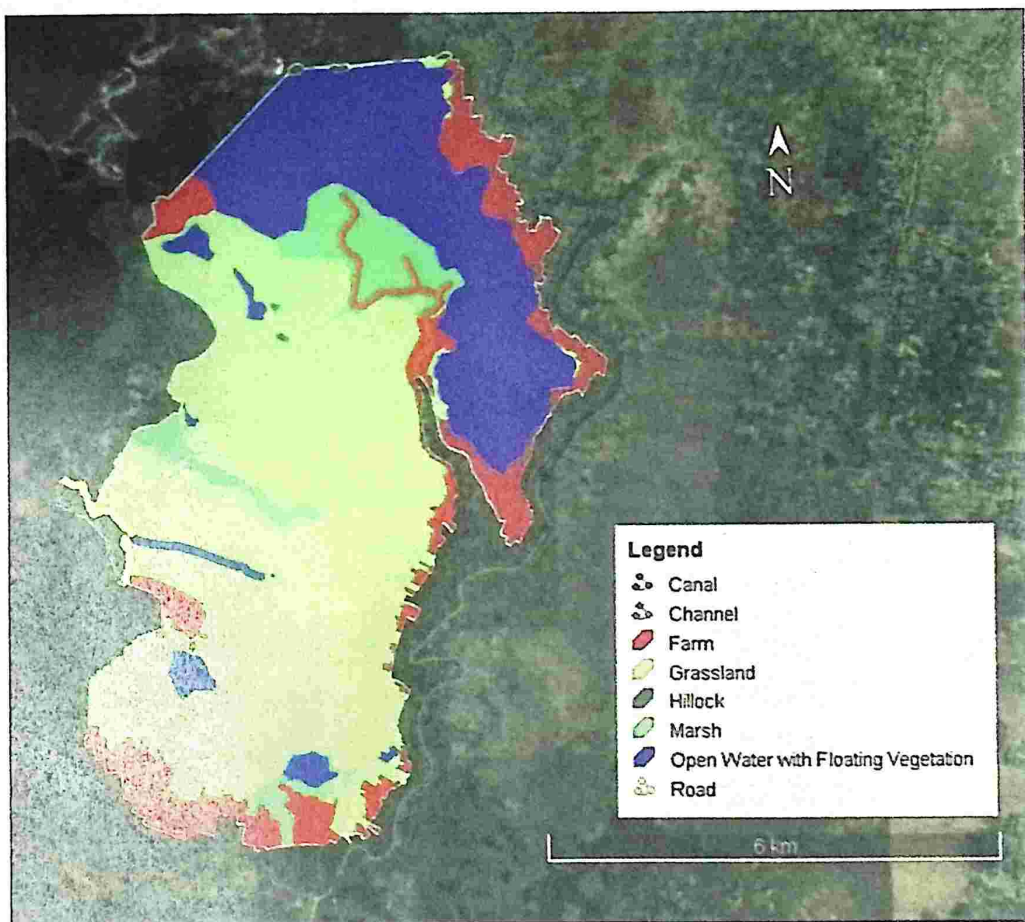 N
Legend
Canal
Channel
Farm
Grassland
Hillock
Marsh
Open Water with Floating Vegetation
Road
6 km